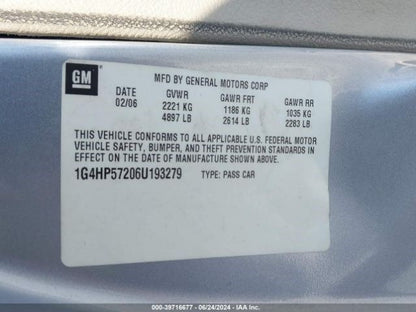 GM
MFD BY GENERAL MOTORS CORP
DATE GVWR GAWR FRT GAWR RR
02/06 2221 KG 1186 KG 1035 KG
4897 LB 2614 LB 2283 LB
THIS VEHICLE CONFORMS TO ALL APPLICABLE U.S. FEDERAL MOTOR
VEHICLE SAFETY, BUMPER, AND THEFT PREVENTION STANDARDS IN
EFFECT ON THE DATE OF MANUFACTURE SHOWN ABOVE.
1G4HP57206U193279 TYPE: PASS CAR
000-39716677 - 06/24/2024 - IAA Inc.